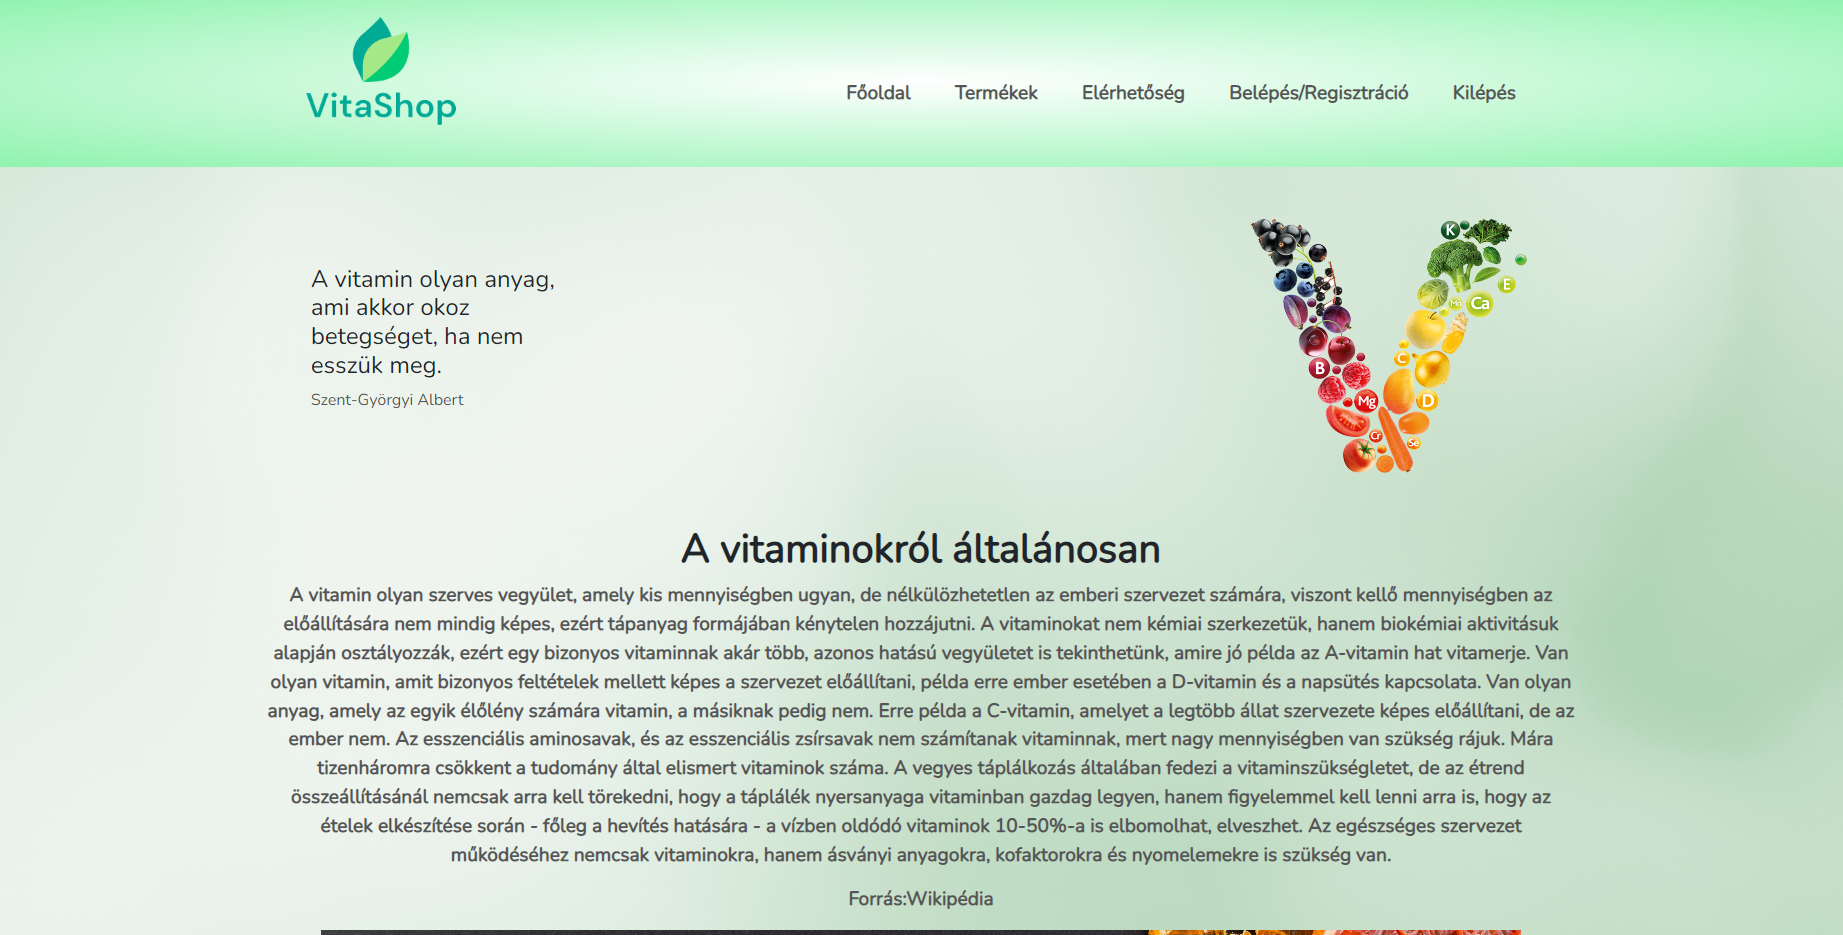 VitaShop
Főoldal Termékek Elérhetőség Belépés/Regisztráció Kilépés
A vitamin olyan anyag,
ami akkor okoz
betegséget, ha nem
esszük meg.
Szent-Györgyi Albert
K
E
Mn
Ca
C
B
Mg
D
Cr
Se
A vitaminokról általánosan
A vitamin olyan szerves vegyület, amely kis mennyiségben ugyan, de nélkülözhetetlen az emberi szervezet számára, viszont kellő mennyiségben az
előállítására nem mindig képes, ezért tápanyag formájában kénytelen hozzájutni. A vitaminokat nem kémiai szerkezetük, hanem biokémiai aktivitásuk
alapján osztályozzák, ezért egy bizonyos vitaminnak akár több, azonos hatású vegyületet is tekinthetünk, amire jó példa az A-vitamin hat vitamerje. Van
olyan vitamin, amit bizonyos feltételek mellett képes a szervezet előállítani, példa erre ember esetében a D-vitamin és a napsütés kapcsolata. Van olyan
anyag, amely az egyik élőlény számára vitamin, a másiknak pedig nem. Erre példa a C-vitamin, amelyet a legtöbb állat szervezete képes előállítani, de az
ember nem. Az esszenciális aminosavak, és az esszenciális zsírsavak nem számítanak vitaminnak, mert nagy mennyiségben van szükség rájuk. Mára
tizenháromra csökkent a tudomány által elismert vitaminok száma. A vegyes táplálkozás általában fedezi a vitaminszükségletet, de az étrend
összeállításánál nemcsak arra kell törekedni, hogy a táplálék nyersanyaga vitaminban gazdag legyen, hanem figyelemmel kell lenni arra is, hogy az
ételek elkészítése során - főleg a hevítés hatására - a vízben oldódó vitaminok 10-50%-a is elbomolhat, elveszhet. Az egészséges szervezet
működéséhez nemcsak vitaminokra, hanem ásványi anyagokra, kofaktorokra és nyomelemekre is szükség van.
Forrás:Wikipédia